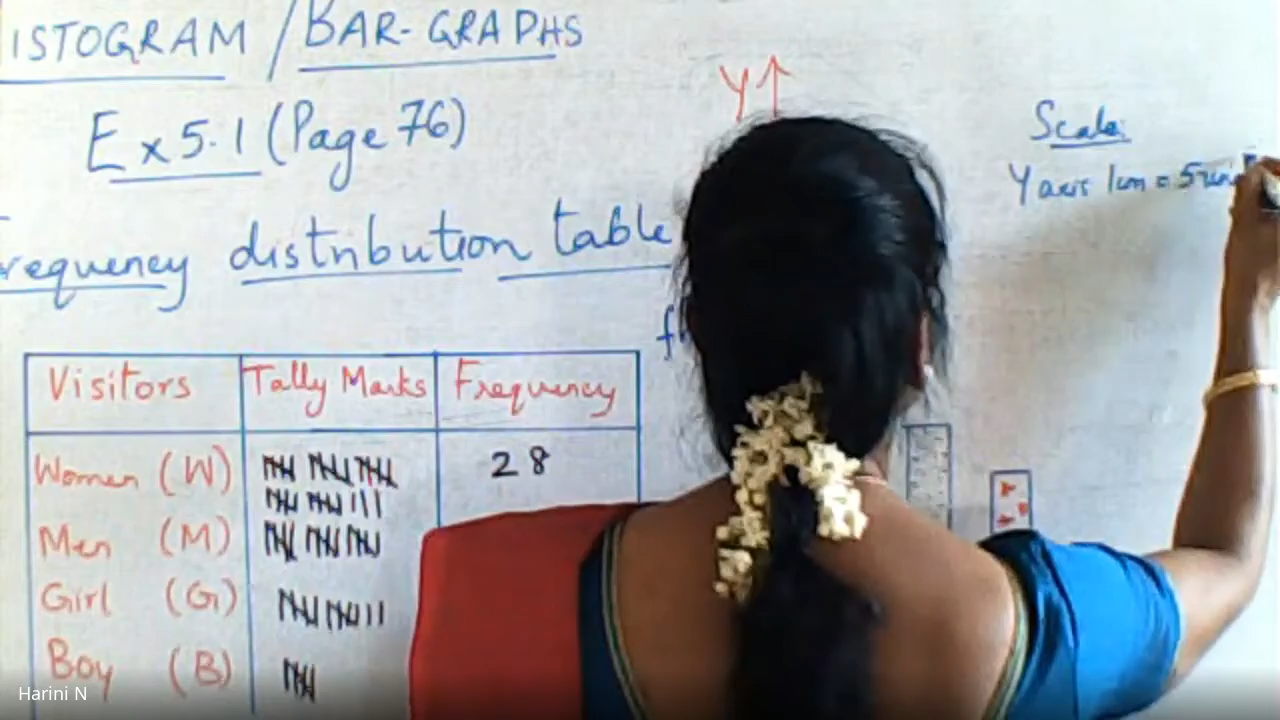 ISTOGRAM / BAR-GRAPHS
Ex 5.1 (Page 76)
requency distribution table
Y↑
Scale:
Y axis 1cm = 5 uni
Visitors Tally Marks Frequency
Women (W) 28
Men (M)
Girl (G)
Boy (B)
Harini N